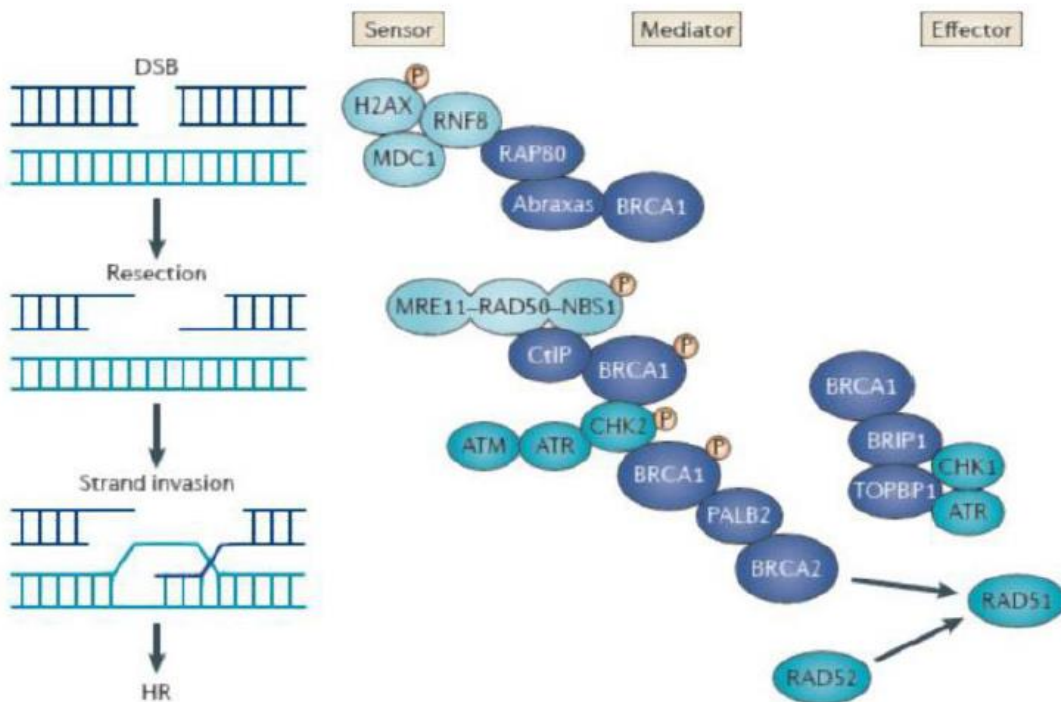 Sensor
Mediator
Effector
DSB
P
H2AX
RNF8
MDC1
RAP80
Abraxas
BRCA1
Resection
P
MRE11–RAD50–NBS1
CtIP
BRCA1
P
BRCA1
ATM
ATR
CHK2
P
BRIP1
CHK1
Strand invasion
BRCA1
P
TOPBP1
ATR
PALB2
BRCA2
RAD51
RAD52
HR